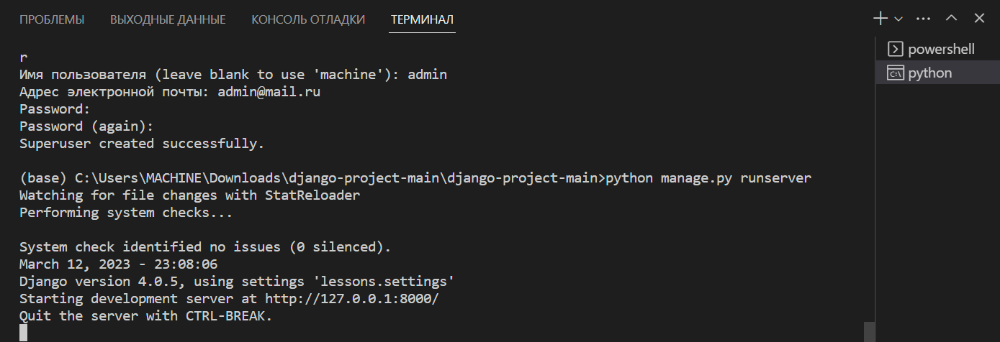 ПРОБЛЕМЫ ВЫХОДНЫЕ ДАННЫЕ КОНСОЛЬ ОТЛАДКИ ТЕРМИНАЛ
r
Имя пользователя (leave blank to use 'machine'): admin
Адрес электронной почты: admin@mail.ru
Password:
Password (again):
Superuser created successfully.
(base) C:\Users\MACHINE\Downloads\django-project-main\django-project-main>python manage.py runserver
Watching for file changes with StatReloader
Performing system checks...
System check identified no issues (0 silenced).
March 12, 2023 - 23:08:06
Django version 4.0.5, using settings 'lessons.settings'
Starting development server at http://127.0.0.1:8000/
Quit the server with CTRL-BREAK.
powershell
python